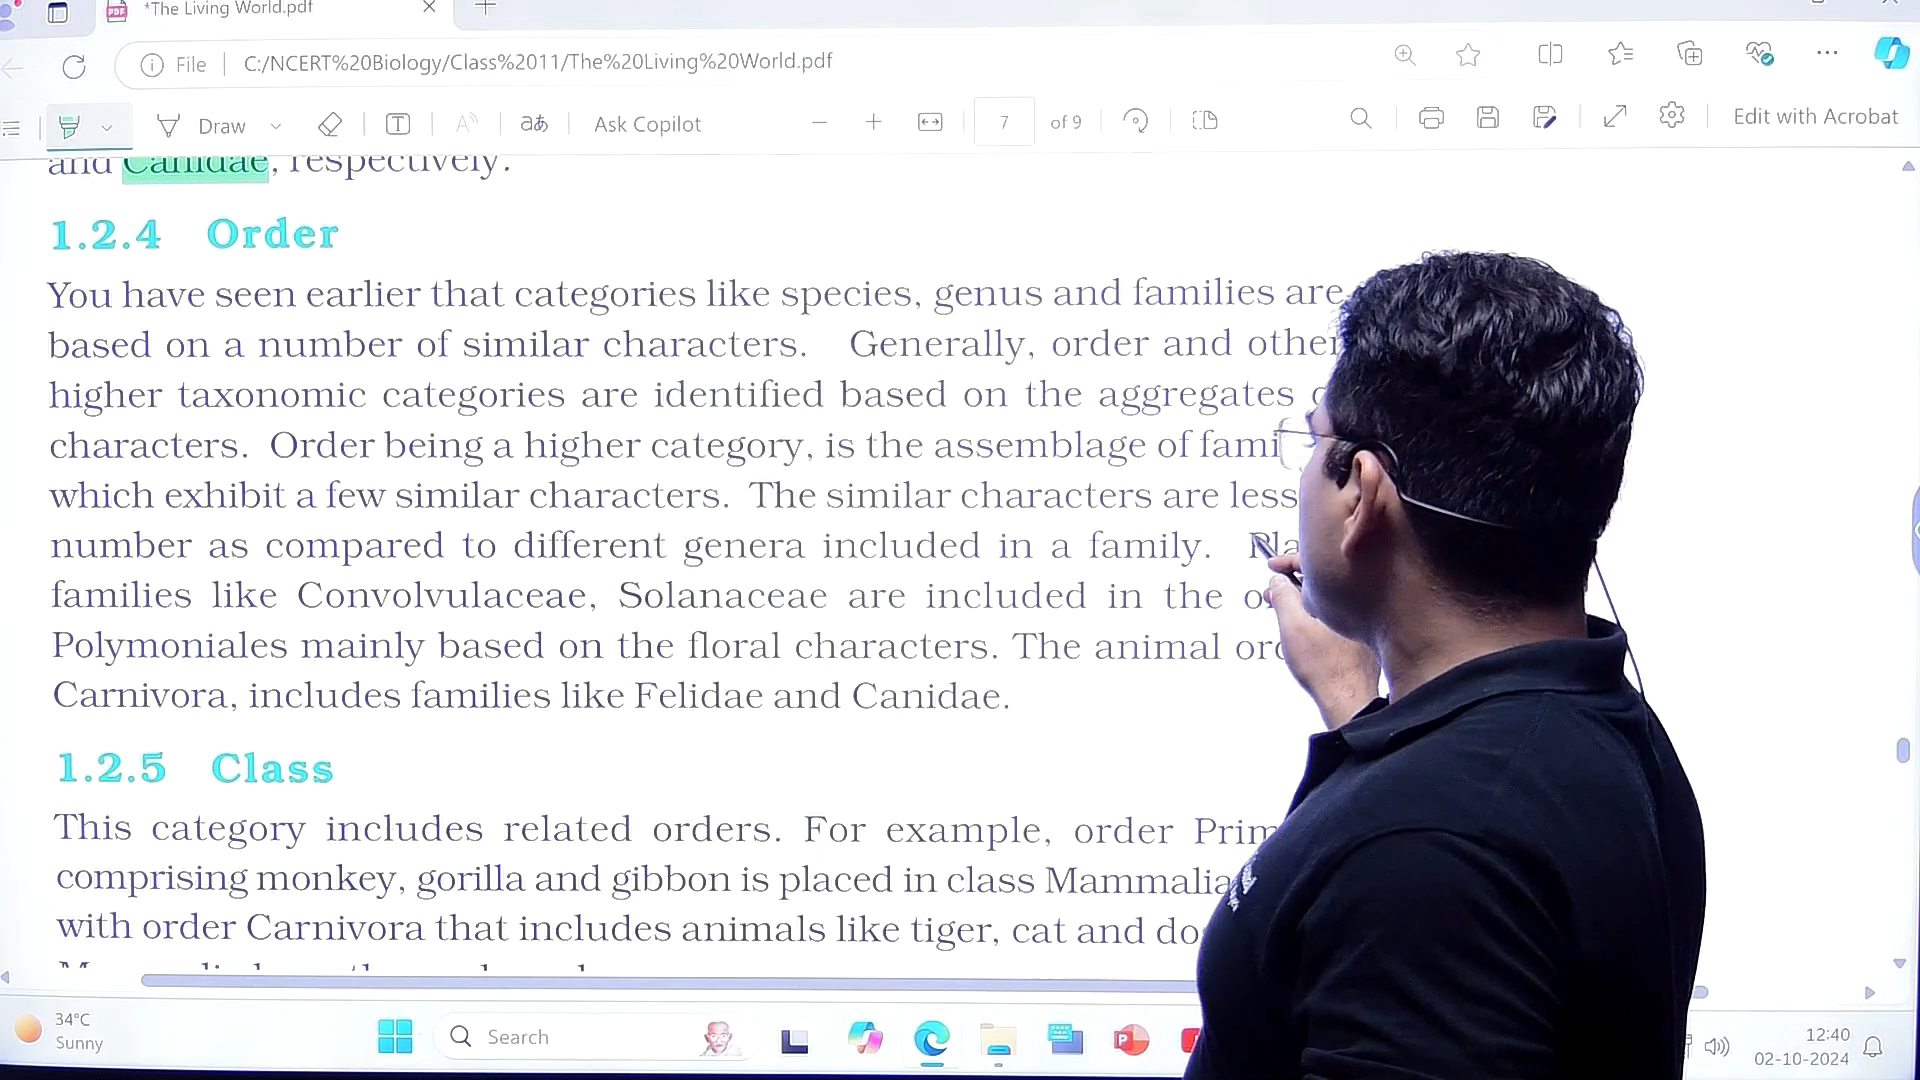 *The Living World.pdf
File C:/NCERT%20Biology/Class%2011/The%20Living%20World.pdf
Draw Ask Copilot 7 of 9 Edit with Acrobat
and Canidae, respectively.
1.2.4 Order
You have seen earlier that categories like species, genus and families are
based on a number of similar characters. Generally, order and other
higher taxonomic categories are identified based on the aggregates
characters. Order being a higher category, is the assemblage of
which exhibit a few similar characters. The similar characters are less
number as compared to different genera included in a family.
families like Convolvulaceae, Solanaceae are included in the
Polymoniales mainly based on the floral characters. The animal
Carnivora, includes families like Felidae and Canidae.
1.2.5 Class
This category includes related orders. For example, order
comprising monkey, gorilla and gibbon is placed in class Mammalia
with order Carnivora that includes animals like tiger, cat and
34°C
Sunny
Search
12:40
02-10-2024